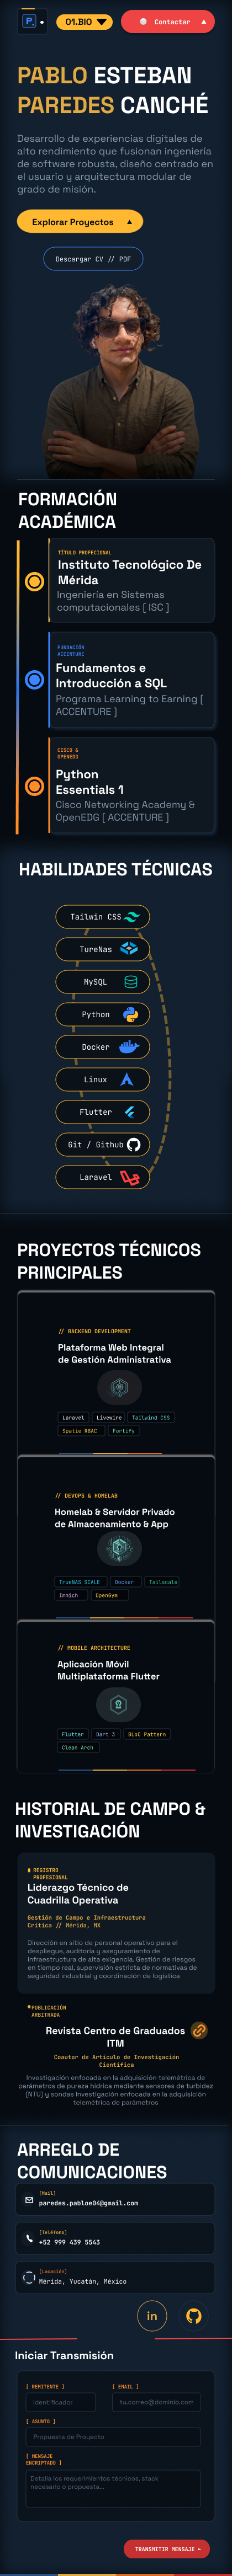 P.
01.BIO
Contactar
PABLO ESTEBAN
PAREDES CANCHÉ
Desarrollo de experiencias digitales de
alto rendimiento que fusionan ingeniería
de software robusta, diseño centrado en
el usuario y arquitectura modular de
grado de misión.
Explorar Proyectos
Descargar CV // PDF
FORMACIÓN
ACADÉMICA
TÍTULO PROFECIONAL
Instituto Tecnológico De
Mérida
Ingeniería en Sistemas
computacionales [ ISC ]
FUNDACIÓN
ACCENTURE
Fundamentos e
Introducción a SQL
Programa Learning to Earning [
ACCENTURE ]
CISCO &
OPENEDG
Python
Essentials 1
Cisco Networking Academy &
OpenEDG [ ACCENTURE ]
HABILIDADES TÉCNICAS
Tailwin CSS
TureNas
MySQL
Python
Docker
Linux
Flutter
Git / Github
Laravel
PROYECTOS TÉCNICOS
PRINCIPALES
// BACKEND DEVELOPMENT
Plataforma Web Integral
de Gestión Administrativa
Laravel
Livewire
Tailwind CSS
Spatie RBAC
Fortify
// DEVOPS & HOMELAB
Homelab & Servidor Privado
de Almacenamiento & App
TrueNAS SCALE
Docker
Tailscale
Immich
OpenGym
// MOBILE ARCHITECTURE
Aplicación Móvil
Multiplataforma Flutter
Flutter
Dart 3
BLoC Pattern
Clean Arch
HISTORIAL DE CAMPO &
INVESTIGACIÓN
REGISTRO
PROFESIONAL
Liderazgo Técnico de
Cuadrilla Operativa
Gestión de Campo e Infraestructura
Crítica // Mérida, MX
Dirección en sitio de personal operativo para el
despliegue, auditoría y aseguramiento de
infraestructura de alta exigencia. Gestión de riesgos
en tiempo real, supervisión estricta de normativas de
seguridad industrial y coordinación de logística
PUBLICACIÓN
ARBITRADA
Revista Centro de Graduados
ITM
Coautor de Artículo de Investigación
Científica
Investigación enfocada en la adquisición telemétrica de
parámetros de pureza hídrica mediante sensores de turbidez
(NTU) y sondas Investigación enfocada en la adquisición
telemétrica de parámetros
ARREGLO DE
COMUNICACIONES
[Mail]
paredes.pabloe04@gmail.com
[Teléfono]
+52 999 439 5543
[Locación]
Mérida, Yucatán, México
in
Iniciar Transmisión
[ REMITENTE ]
[ EMAIL ]
Identificador
tu.correo@dominio.com
[ ASUNTO ]
Propuesta de Proyecto
[ MENSAJE
ENCRIPTADO ]
Detalla los requerimientos técnicos, stack
necesario o propuesta...
TRANSMITIR MENSAJE